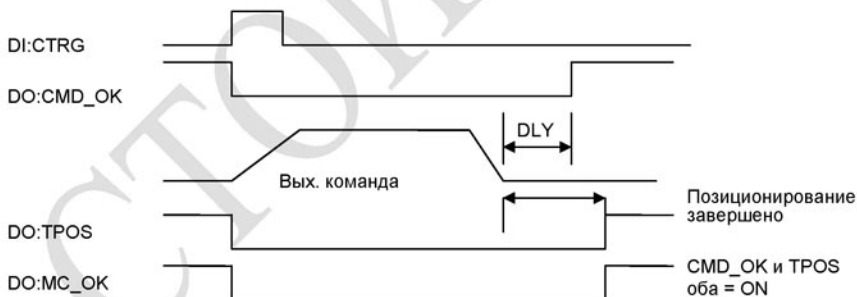 DI:CTRG
DO:CMD_OK
DLY
Вых. команда
Позиционирование
завершено
DO:TPOS
CMD_OK и TPOS
оба = ON
DO:MC_OK